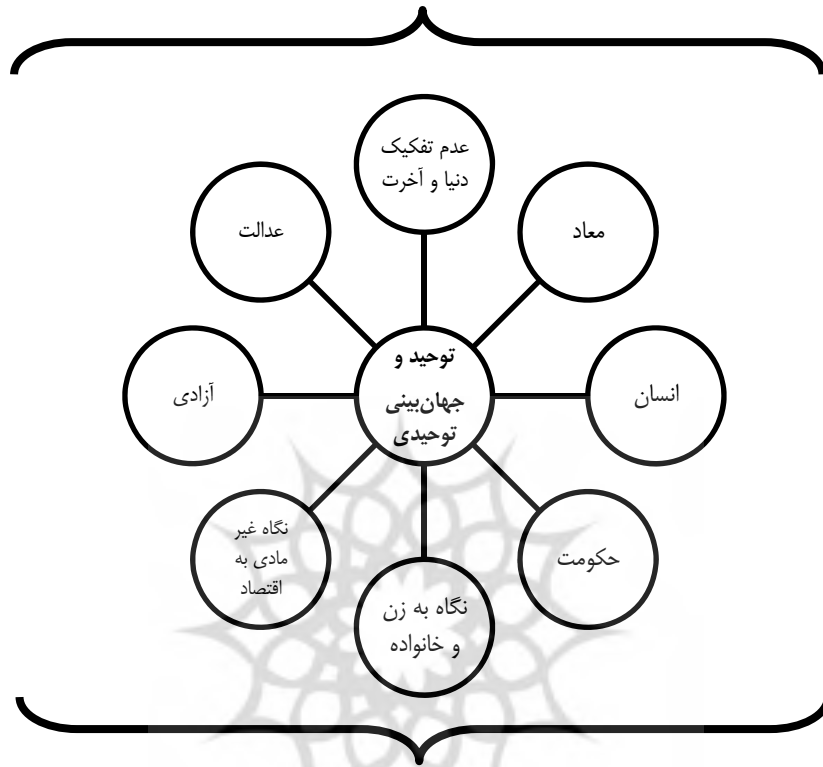 عدم تفکیک
دنیا و آخرت
معاد
عدالت
انسان
توحید و
جهان‌بینی
توحیدی
آزادی
حکومت
نگاه غیر
مادی به
اقتصاد
نگاه به زن
و خانواده